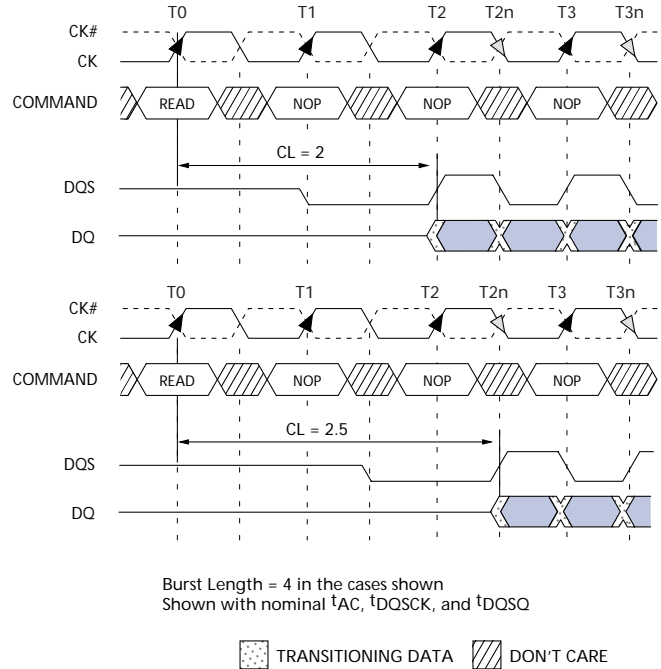 T0 T1 T2 T2n T3 T3n
CK#
CK
COMMAND READ NOP NOP NOP
CL = 2
DQS
DQ
T0 T1 T2 T2n T3 T3n
CK#
CK
COMMAND READ NOP NOP NOP
CL = 2.5
DQS
DQ
Burst Length = 4 in the cases shown
Shown with nominal tAC, tDQSCK, and tDQSQ
TRANSITIONING DATA DON'T CARE